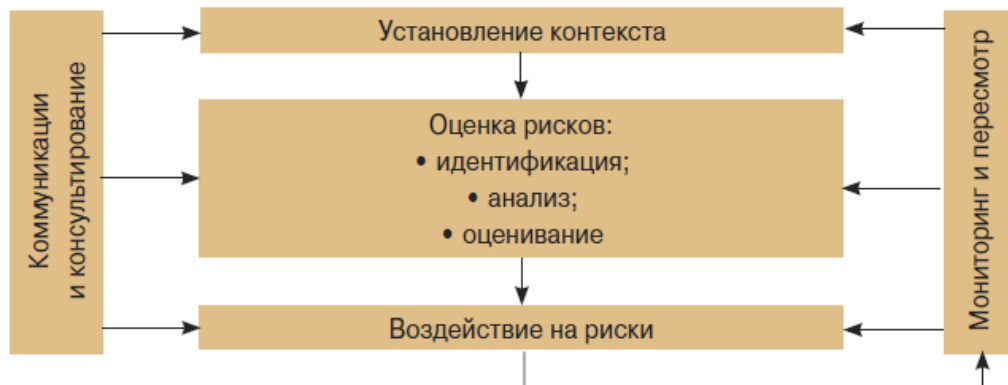 Коммуникации
и консультирование
Установление контекста
Оценка рисков:
• идентификация;
• анализ;
• оценивание
Воздействие на риски
Мониторинг и пересмотр